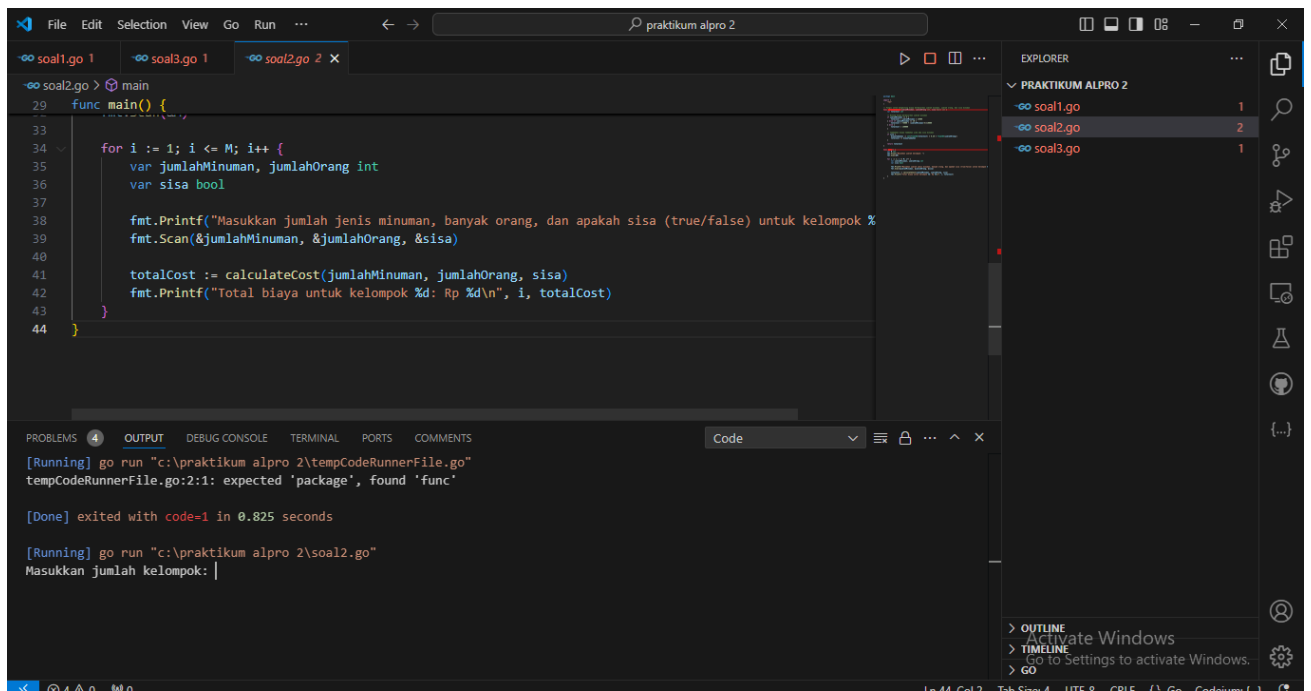 File Edit Selection View Go Run ... praktikum alpro 2
soal1.go 1 soal3.go 1 soal2.go 2
soal2.go > main
29 func main() {
33
34 for i := 1; i <= M; i++ {
35 var jumlahMinuman, jumlahOrang int
36 var sisa bool
37
38 fmt.Printf("Masukkan jumlah jenis minuman, banyak orang, dan apakah sisa (true/false) untuk kelompok %
39 fmt.Scan(&jumlahMinuman, &jumlahOrang, &sisa)
40
41 totalCost := calculateCost(jumlahMinuman, jumlahOrang, sisa)
42 fmt.Printf("Total biaya untuk kelompok %d: Rp %d\n", i, totalCost)
43 }
44 }
EXPLORER
PRAKTIKUM ALPRO 2
soal1.go 1
soal2.go 2
soal3.go 1
PROBLEMS 4 OUTPUT DEBUG CONSOLE TERMINAL PORTS COMMENTS Code
[Running] go run "c:\praktikum alpro 2\tempCodeRunnerFile.go"
tempCodeRunnerFile.go:2:1: expected 'package', found 'func'
[Done] exited with code=1 in 0.825 seconds
[Running] go run "c:\praktikum alpro 2\soal2.go"
Masukkan jumlah kelompok:
> OUTLINE
> TIMELINE
> GO
Activate Windows
Go to Settings to activate Windows.